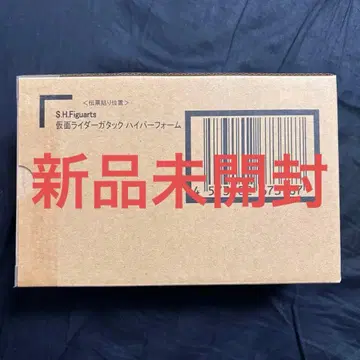 <伝票貼り位置>
S.H.Figuarts
仮面ライダーガタック ハイパーフォーム
新品未開封